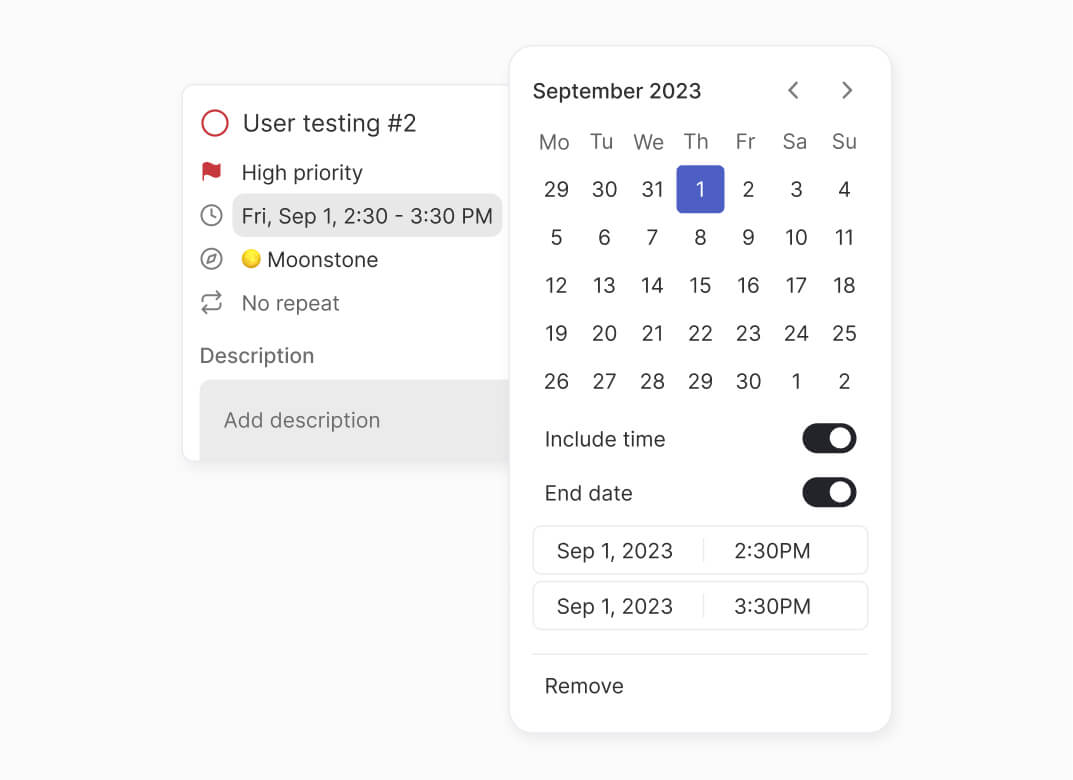 User testing #2
High priority
Fri, Sep 1, 2:30 - 3:30 PM
Moonstone
No repeat
Description
Add description
September 2023
Mo Tu We Th Fr Sa Su
29 30 31 1 2 3 4
5 6 7 8 9 10 11
12 13 14 15 16 17 18
19 20 21 22 23 24 25
26 27 28 29 30 1 2
Include time
End date
Sep 1, 2023 2:30PM
Sep 1, 2023 3:30PM
Remove